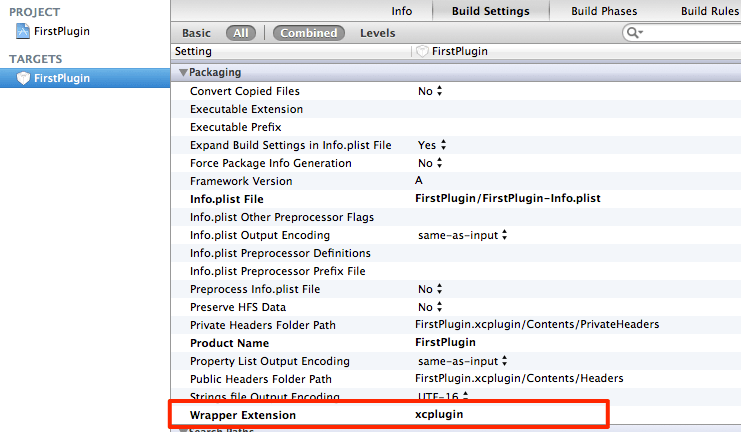 PROJECT
FirstPlugin
TARGETS
FirstPlugin
Info Build Settings Build Phases Build Rules
Basic All Combined Levels
Setting FirstPlugin
Packaging
Convert Copied Files No
Executable Extension
Executable Prefix
Expand Build Settings in Info.plist File Yes
Force Package Info Generation No
Framework Version A
Info.plist File FirstPlugin/FirstPlugin-Info.plist
Info.plist Other Preprocessor Flags
Info.plist Output Encoding same-as-input
Info.plist Preprocessor Definitions
Info.plist Preprocessor Prefix File
Preprocess Info.plist File No
Preserve HFS Data No
Private Headers Folder Path FirstPlugin.xcplugin/Contents/PrivateHeaders
Product Name FirstPlugin
Property List Output Encoding same-as-input
Public Headers Folder Path FirstPlugin.xcplugin/Contents/Headers
Strings file Output Encoding UTF-16
Wrapper Extension xcplugin
Search Paths